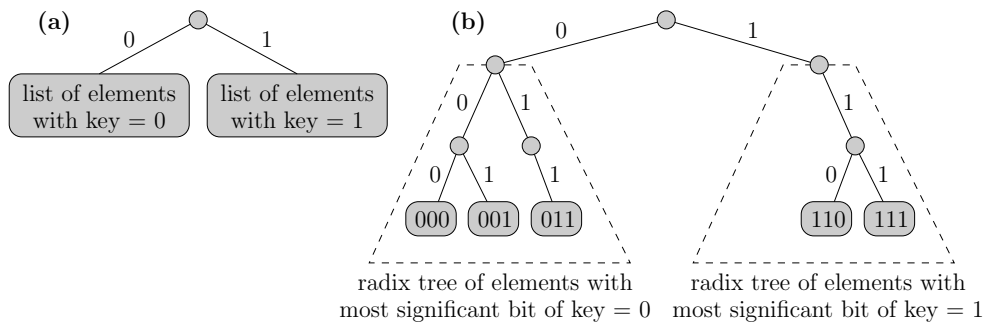 (a)
0
1
list of elements
with key = 0
list of elements
with key = 1
(b)
0
1
0
1
1
0
1
1
0
1
000
001
011
110
111
radix tree of elements with
most significant bit of key = 0
radix tree of elements with
most significant bit of key = 1